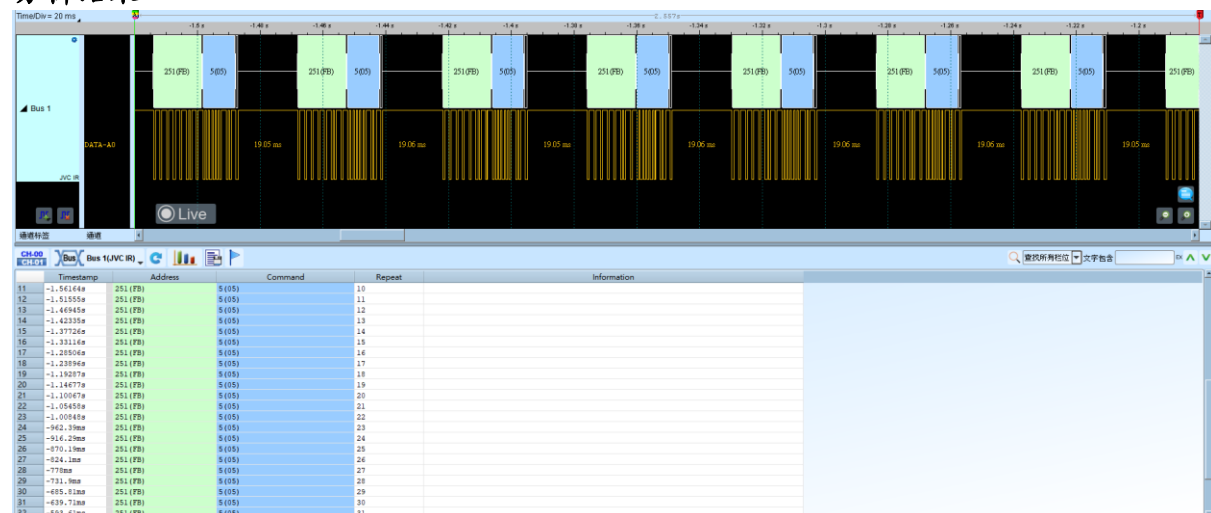 Time/Div = 20 ms
2.557s
-1.5 s -1.48 s -1.46 s -1.44 s -1.42 s -1.4 s -1.38 s -1.36 s -1.34 s -1.32 s -1.3 s -1.28 s -1.26 s -1.24 s -1.22 s -1.2 s
251(FB) 5(05) 251(FB) 5(05) 251(FB) 5(05) 251(FB) 5(05) 251(FB) 5(05) 251(FB) 5(05) 251(FB) 5(05) 251(FB)
Bus 1
DATA-A0 19.05 ms 19.06 ms 19.05 ms 19.06 ms 19.06 ms 19.06 ms 19.05 ms
JVC IR
Live
通道标签 通道
CH-00 CH-01 Bus Bus 1(JVC IR) 查找所有栏位 文字包含
Timestamp Address Command Repeat Information
11 -1.56164s 251(FB) 5(05) 10
12 -1.51555s 251(FB) 5(05) 11
13 -1.46945s 251(FB) 5(05) 12
14 -1.42335s 251(FB) 5(05) 13
15 -1.37726s 251(FB) 5(05) 14
16 -1.33116s 251(FB) 5(05) 15
17 -1.28506s 251(FB) 5(05) 16
18 -1.23896s 251(FB) 5(05) 17
19 -1.19287s 251(FB) 5(05) 18
20 -1.14677s 251(FB) 5(05) 19
21 -1.10067s 251(FB) 5(05) 20
22 -1.05458s 251(FB) 5(05) 21
23 -1.00848s 251(FB) 5(05) 22
24 -962.39ms 251(FB) 5(05) 23
25 -916.29ms 251(FB) 5(05) 24
26 -870.19ms 251(FB) 5(05) 25
27 -824.1ms 251(FB) 5(05) 26
28 -778ms 251(FB) 5(05) 27
29 -731.9ms 251(FB) 5(05) 28
30 -685.81ms 251(FB) 5(05) 29
31 -639.71ms 251(FB) 5(05) 30